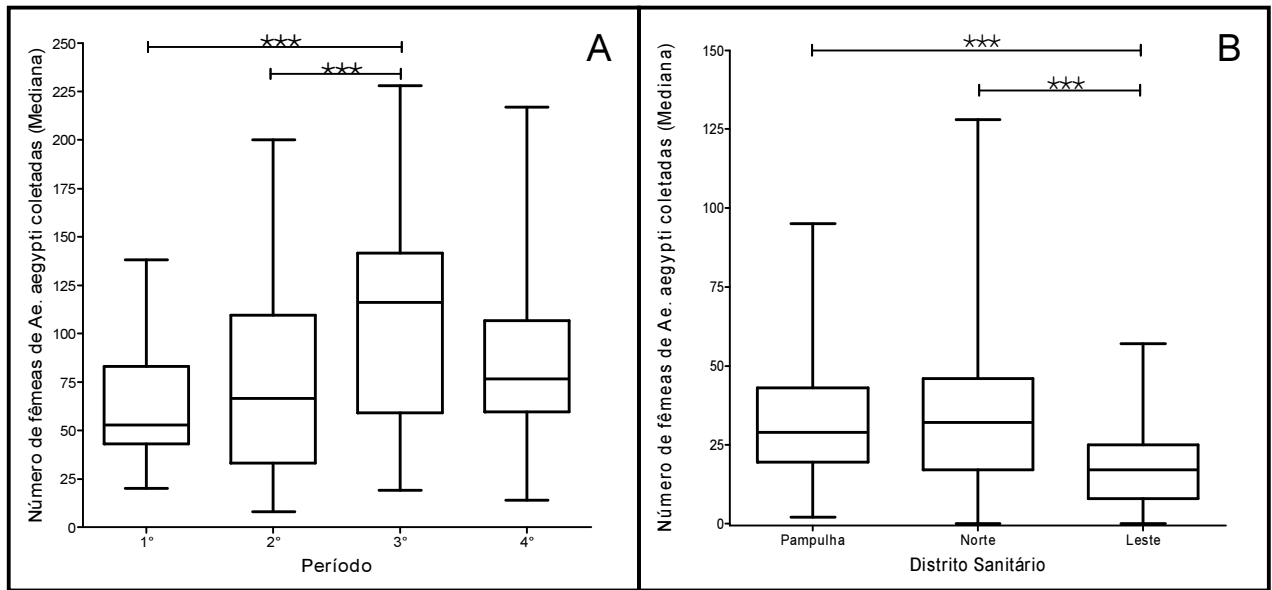 A
Número de fêmeas de Ae. aegypti coletadas (Mediana)
250
225
200
175
150
125
100
75
50
25
0
***
***
1°
2°
3°
4°
Período
B
Número de fêmeas de Ae. aegypti coletadas (Mediana)
150
125
100
75
50
25
0
***
***
Pampulha
Norte
Leste
Distrito Sanitário